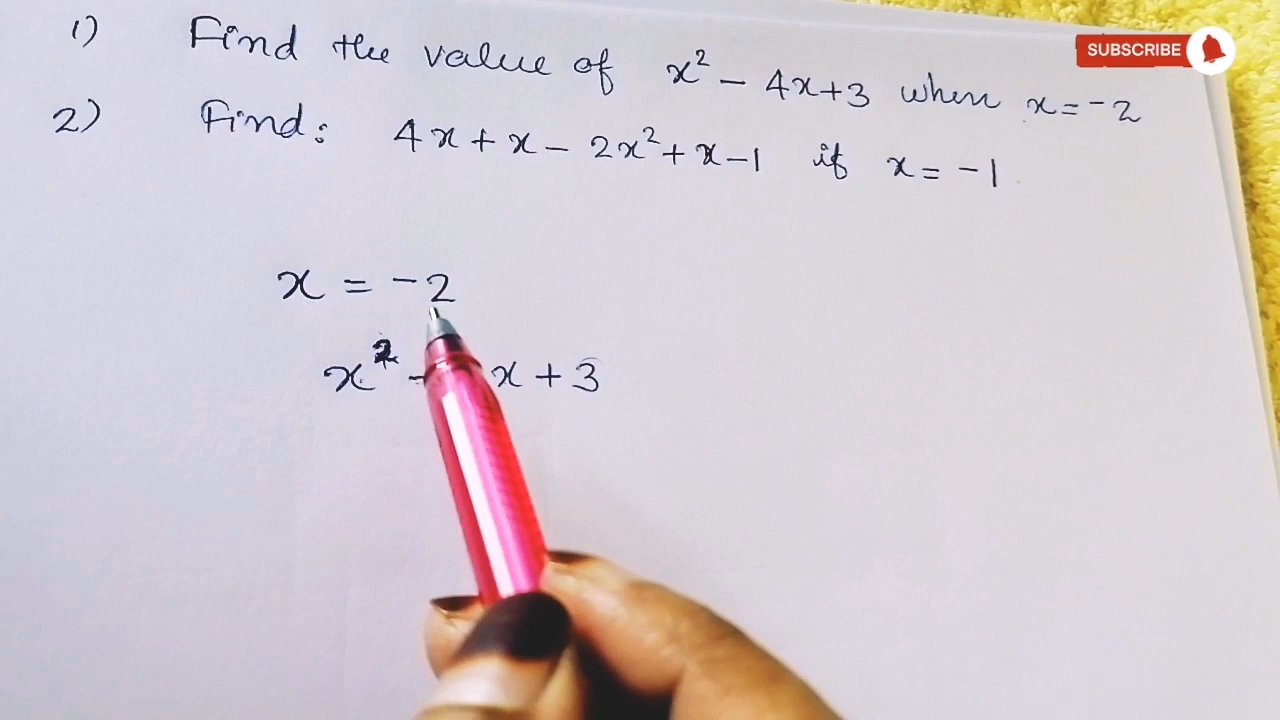 SUBSCRIBE
1) Find the value of x² - 4x+3 when x = -2
2) Find: 4x + x - 2x² + x - 1 if x = -1
x = -2
x² - x + 3